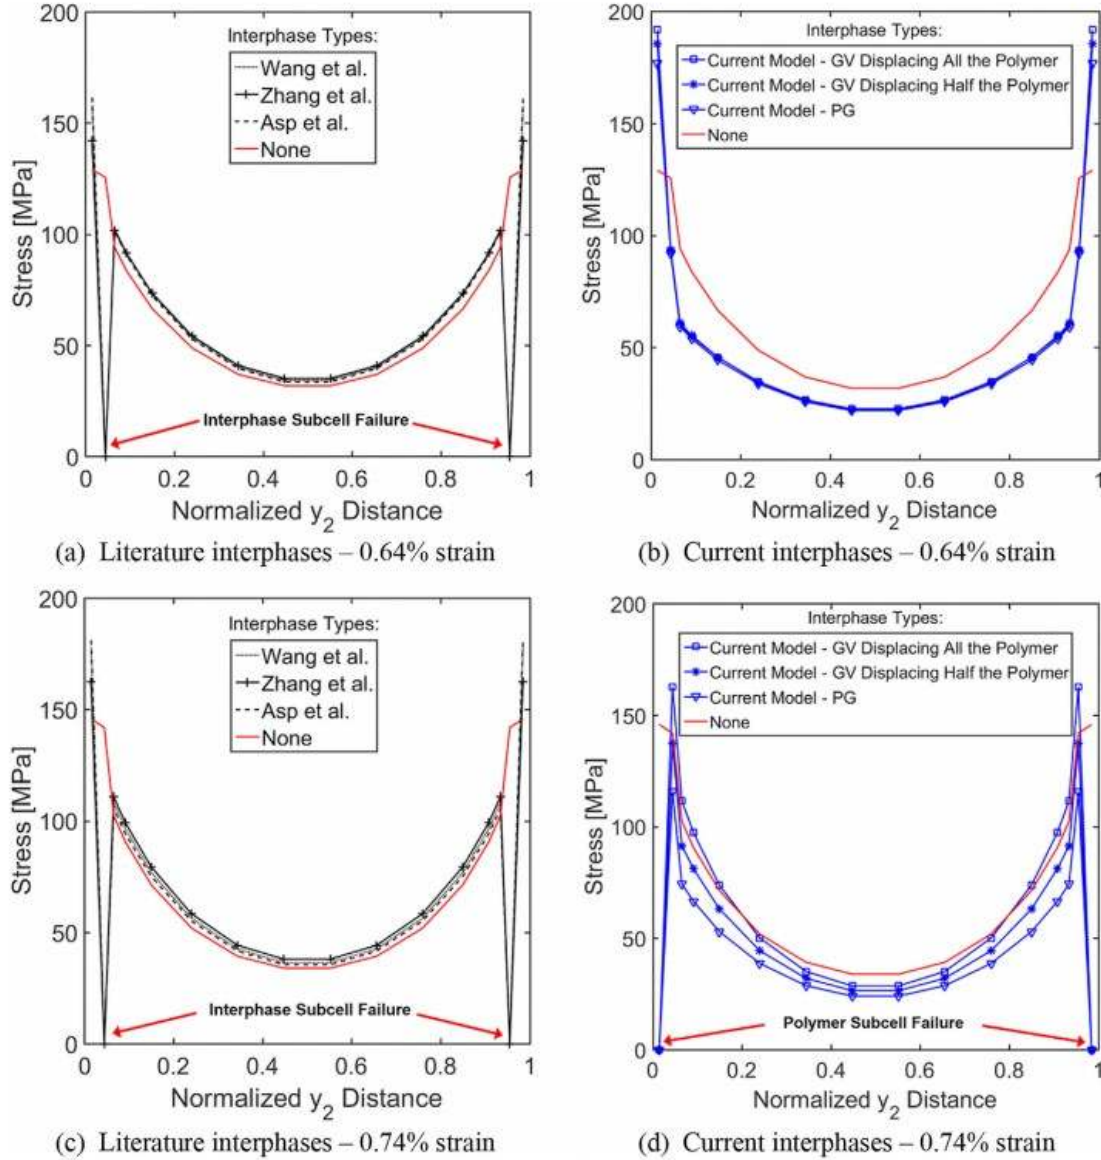 200
150
100
50
0
Stress [MPa]
Interphase Types:
Wang et al.
Zhang et al.
Asp et al.
None
Interphase Subcell Failure
0 0.2 0.4 0.6 0.8 1
Normalized y2 Distance
(a) Literature interphases – 0.64% strain
200
150
100
50
0
Stress [MPa]
Interphase Types:
Current Model - GV Displacing All the Polymer
Current Model - GV Displacing Half the Polymer
Current Model - PG
None
0 0.2 0.4 0.6 0.8 1
Normalized y2 Distance
(b) Current interphases – 0.64% strain
200
150
100
50
0
Stress [MPa]
Interphase Types:
Wang et al.
Zhang et al.
Asp et al.
None
Interphase Subcell Failure
0 0.2 0.4 0.6 0.8 1
Normalized y2 Distance
(c) Literature interphases – 0.74% strain
200
150
100
50
0
Stress [MPa]
Interphase Types:
Current Model - GV Displacing All the Polymer
Current Model - GV Displacing Half the Polymer
Current Model - PG
None
Polymer Subcell Failure
0 0.2 0.4 0.6 0.8 1
Normalized y2 Distance
(d) Current interphases – 0.74% strain